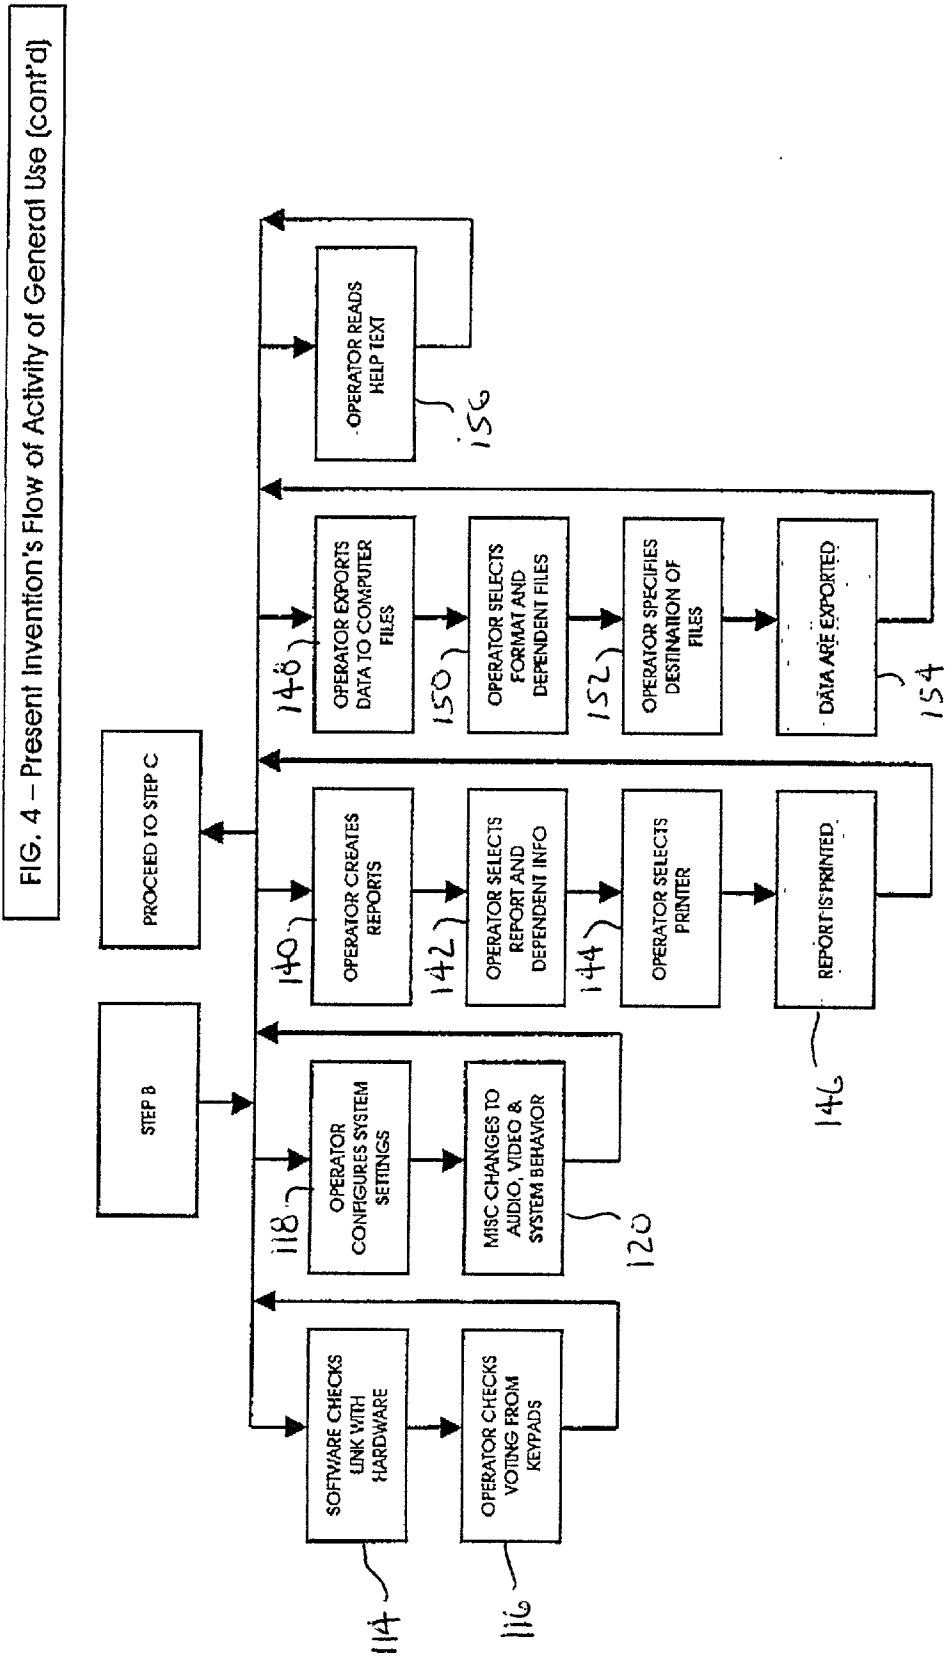 FIG. 4 – Present Invention's Flow of Activity of General Use (cont'd)
STEP B
PROCEED TO STEP C
SOFTWARE CHECKS
LINK WITH
HARDWARE
114
OPERATOR CHECKS
VOTING FROM
KEYPADS
116
118
OPERATOR
CONFIGURES SYSTEM
SETTINGS
MISC CHANGES TO
AUDIO, VIDEO &
SYSTEM BEHAVIOR
120
140
OPERATOR CREATES
REPORTS
142
OPERATOR SELECTS
REPORT AND
DEPENDENT INFO
144
OPERATOR SELECTS
PRINTER
REPORT IS PRINTED
146
148
OPERATOR EXPORTS
DATA TO COMPUTER
FILES
150
OPERATOR SELECTS
FORMAT AND
DEPENDENT FILES
152
OPERATOR SPECIFIES
DESTINATION OF
FILES
DATA ARE EXPORTED
154
OPERATOR READS
HELP TEXT
156